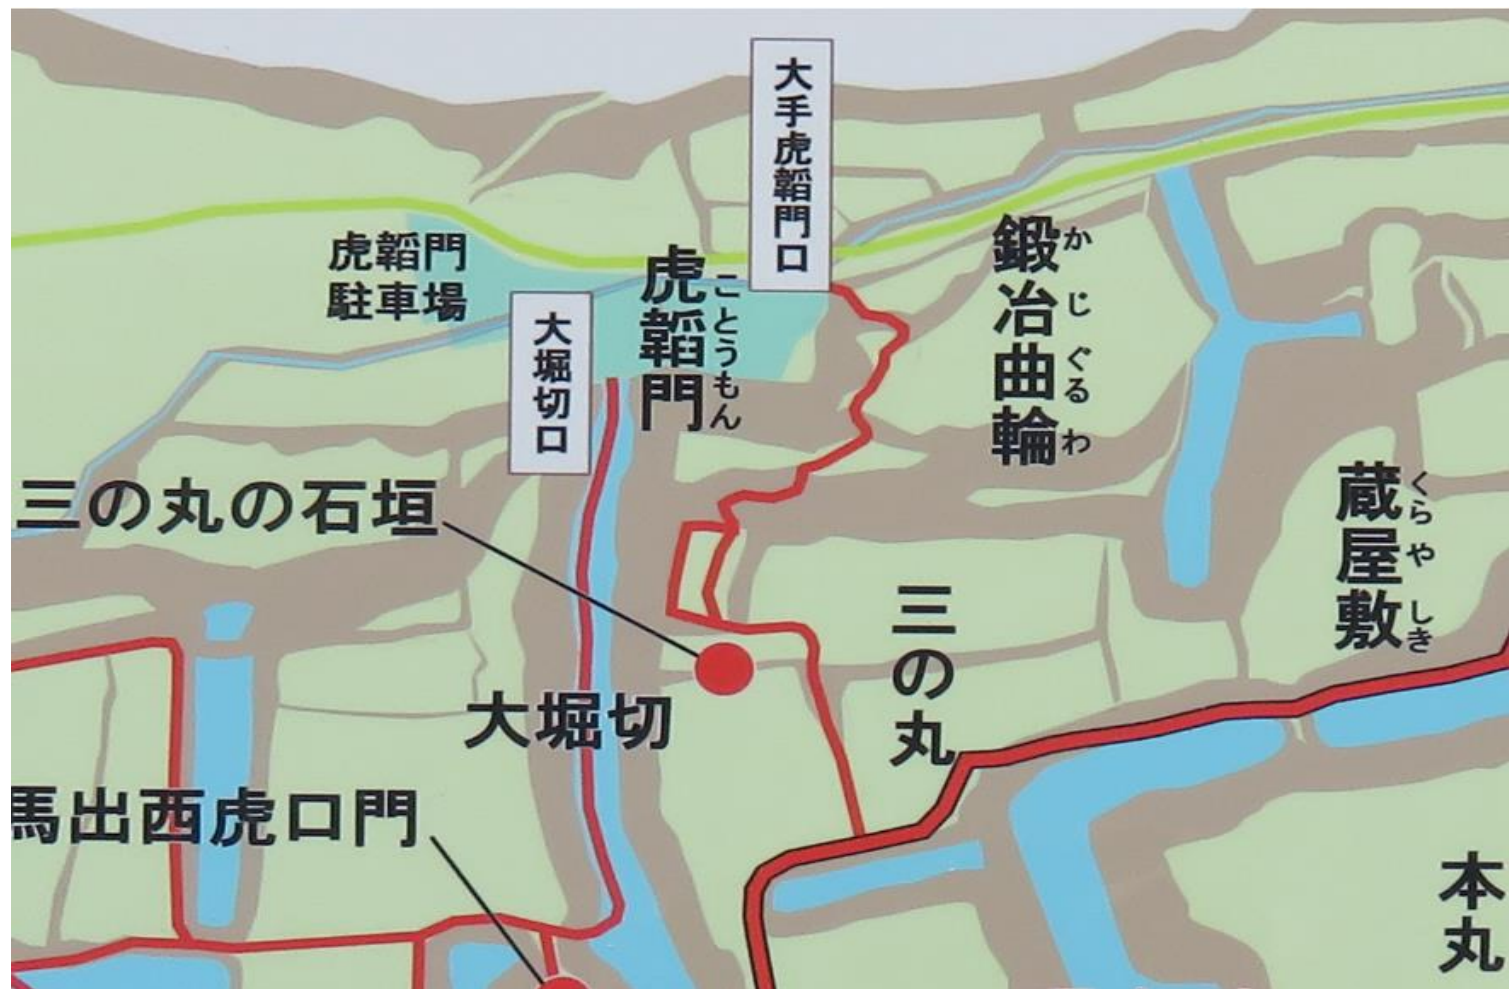 大手虎韜門口
虎韜門
駐車場
大堀切口
虎韜門
ことうもん
鍛冶曲輪
かじぐるわ
三の丸の石垣
蔵屋敷
くらやしき
三の丸
大堀切
馬出西虎口門
本丸